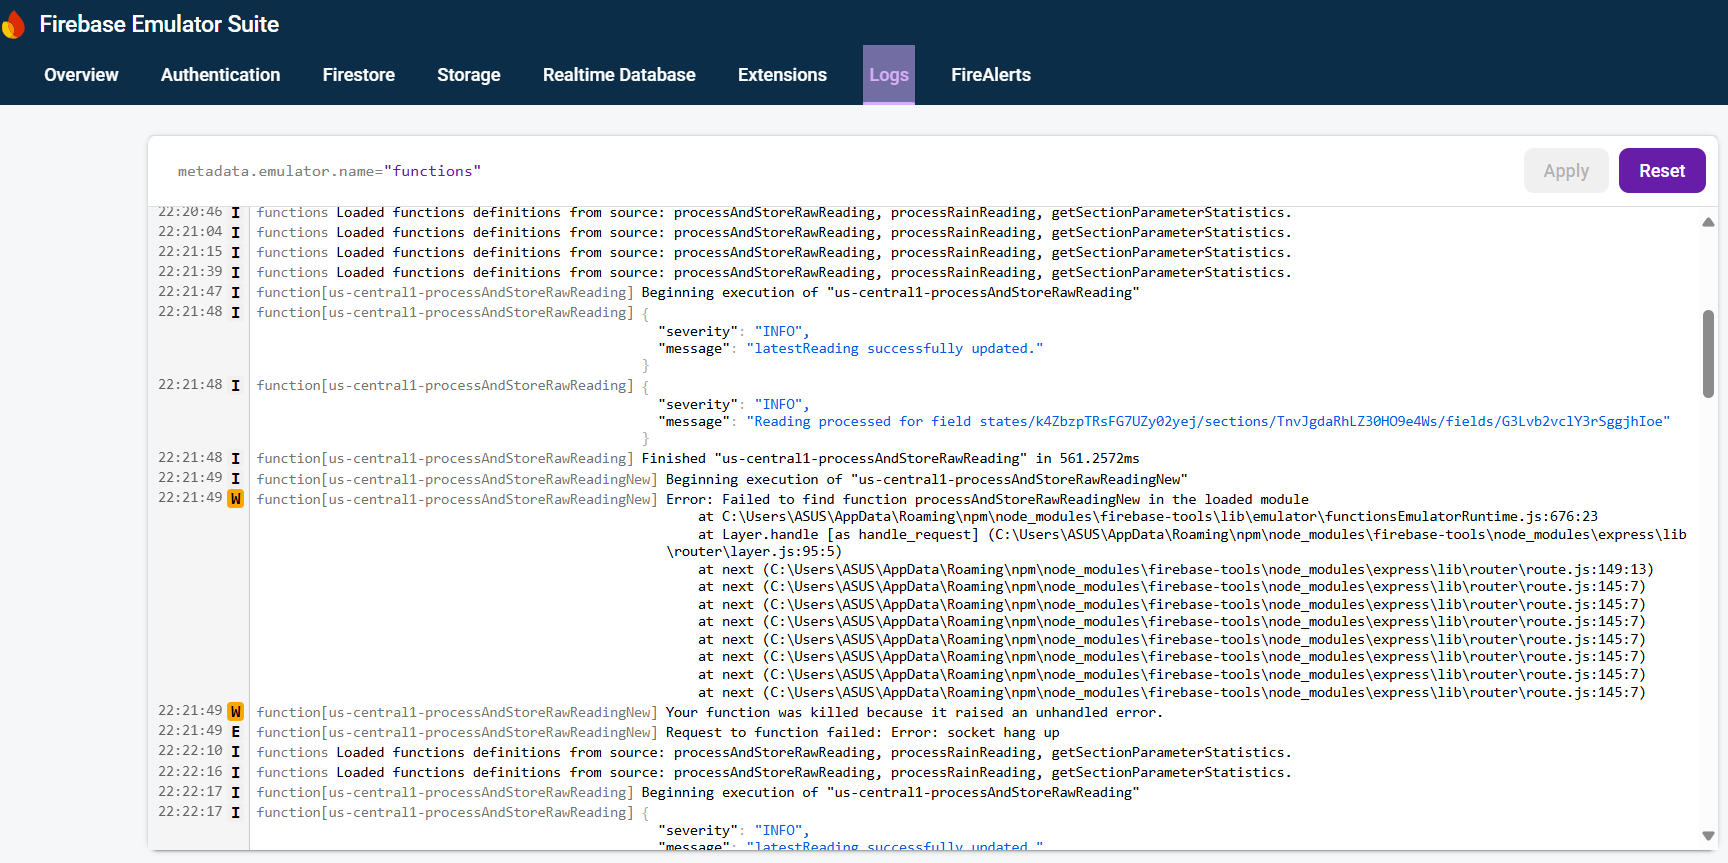 Firebase Emulator Suite
Overview Authentication Firestore Storage Realtime Database Extensions Logs FireAlerts
metadata.emulator.name="functions" Apply Reset
22:20:46 I functions Loaded functions definitions from source: processAndStoreRawReading, processRainReading, getSectionParameterStatistics.
22:21:04 I functions Loaded functions definitions from source: processAndStoreRawReading, processRainReading, getSectionParameterStatistics.
22:21:15 I functions Loaded functions definitions from source: processAndStoreRawReading, processRainReading, getSectionParameterStatistics.
22:21:39 I functions Loaded functions definitions from source: processAndStoreRawReading, processRainReading, getSectionParameterStatistics.
22:21:47 I function[us-central1-processAndStoreRawReading] Beginning execution of "us-central1-processAndStoreRawReading"
22:21:48 I function[us-central1-processAndStoreRawReading] {
"severity": "INFO",
"message": "latestReading successfully updated."
}
22:21:48 I function[us-central1-processAndStoreRawReading] {
"severity": "INFO",
"message": "Reading processed for field states/k4ZbzpTRsFG7UZy02yej/sections/TnvJgdaRhLZ30HO9e4Ws/fields/G3Lvb2vclY3rSggjhIoe"
}
22:21:48 I function[us-central1-processAndStoreRawReading] Finished "us-central1-processAndStoreRawReading" in 561.2572ms
22:21:49 I function[us-central1-processAndStoreRawReadingNew] Beginning execution of "us-central1-processAndStoreRawReadingNew"
22:21:49 W function[us-central1-processAndStoreRawReadingNew] Error: Failed to find function processAndStoreRawReadingNew in the loaded module
at C:\Users\ASUS\AppData\Roaming\npm\node_modules\firebase-tools\lib\emulator\functionsEmulatorRuntime.js:676:23
at Layer.handle [as handle_request] (C:\Users\ASUS\AppData\Roaming\npm\node_modules\firebase-tools\node_modules\express\lib
\router\layer.js:95:5)
at next (C:\Users\ASUS\AppData\Roaming\npm\node_modules\firebase-tools\node_modules\express\lib\router\route.js:149:13)
at next (C:\Users\ASUS\AppData\Roaming\npm\node_modules\firebase-tools\node_modules\express\lib\router\route.js:145:7)
at next (C:\Users\ASUS\AppData\Roaming\npm\node_modules\firebase-tools\node_modules\express\lib\router\route.js:145:7)
at next (C:\Users\ASUS\AppData\Roaming\npm\node_modules\firebase-tools\node_modules\express\lib\router\route.js:145:7)
at next (C:\Users\ASUS\AppData\Roaming\npm\node_modules\firebase-tools\node_modules\express\lib\router\route.js:145:7)
at next (C:\Users\ASUS\AppData\Roaming\npm\node_modules\firebase-tools\node_modules\express\lib\router\route.js:145:7)
at next (C:\Users\ASUS\AppData\Roaming\npm\node_modules\firebase-tools\node_modules\express\lib\router\route.js:145:7)
at next (C:\Users\ASUS\AppData\Roaming\npm\node_modules\firebase-tools\node_modules\express\lib\router\route.js:145:7)
22:21:49 W function[us-central1-processAndStoreRawReadingNew] Your function was killed because it raised an unhandled error.
22:21:49 E function[us-central1-processAndStoreRawReadingNew] Request to function failed: Error: socket hang up
22:22:10 I functions Loaded functions definitions from source: processAndStoreRawReading, processRainReading, getSectionParameterStatistics.
22:22:16 I functions Loaded functions definitions from source: processAndStoreRawReading, processRainReading, getSectionParameterStatistics.
22:22:17 I function[us-central1-processAndStoreRawReading] Beginning execution of "us-central1-processAndStoreRawReading"
22:22:17 I function[us-central1-processAndStoreRawReading] {
"severity": "INFO",
"message": "latestReading successfully updated."